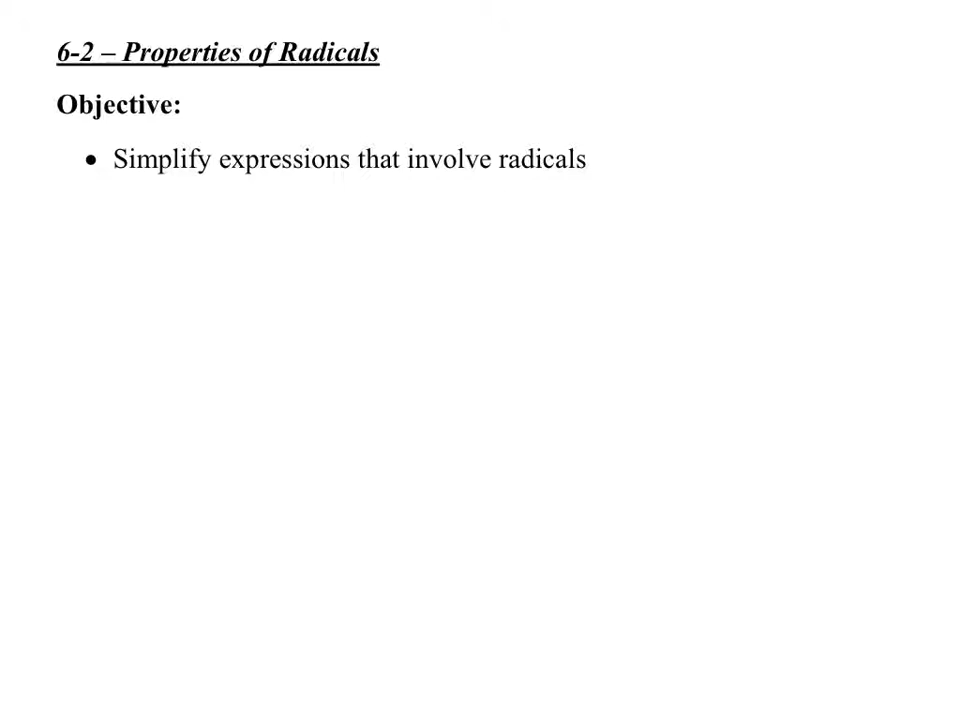 6-2 – Properties of Radicals
Objective:
• Simplify expressions that involve radicals